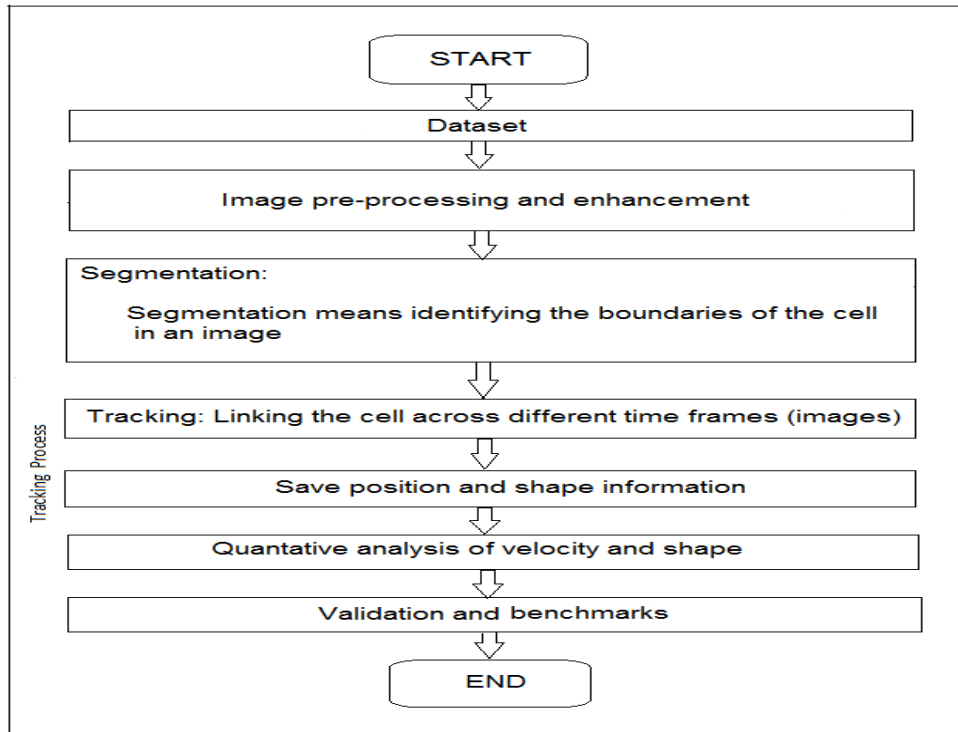 START
Dataset
Image pre-processing and enhancement
Segmentation:
Segmentation means identifying the boundaries of the cell
in an image
Tracking: Linking the cell across different time frames (images)
Tracking Process
Save position and shape information
Quantative analysis of velocity and shape
Validation and benchmarks
END